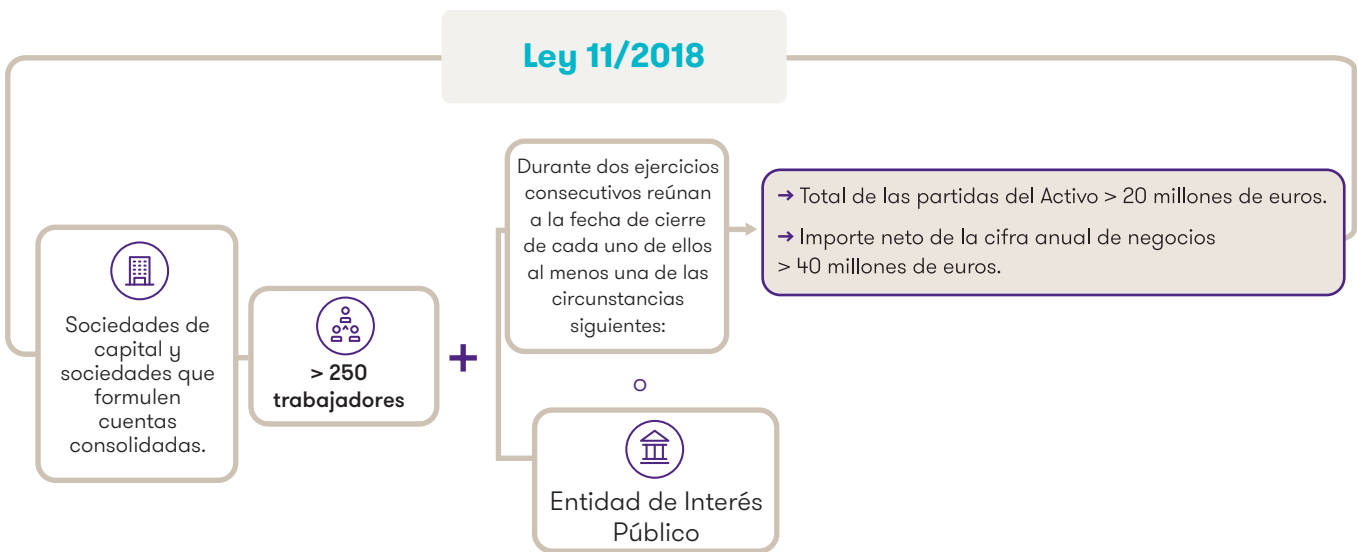 Ley 11/2018
Sociedades de
capital y
sociedades que
formulen
cuentas
consolidadas.
> 250
trabajadores
+
Durante dos ejercicios
consecutivos reúnan
a la fecha de cierre
de cada uno de ellos
al menos una de las
circunstancias
siguientes:
→ Total de las partidas del Activo > 20 millones de euros.
→ Importe neto de la cifra anual de negocios
> 40 millones de euros.
o
Entidad de Interés
Público